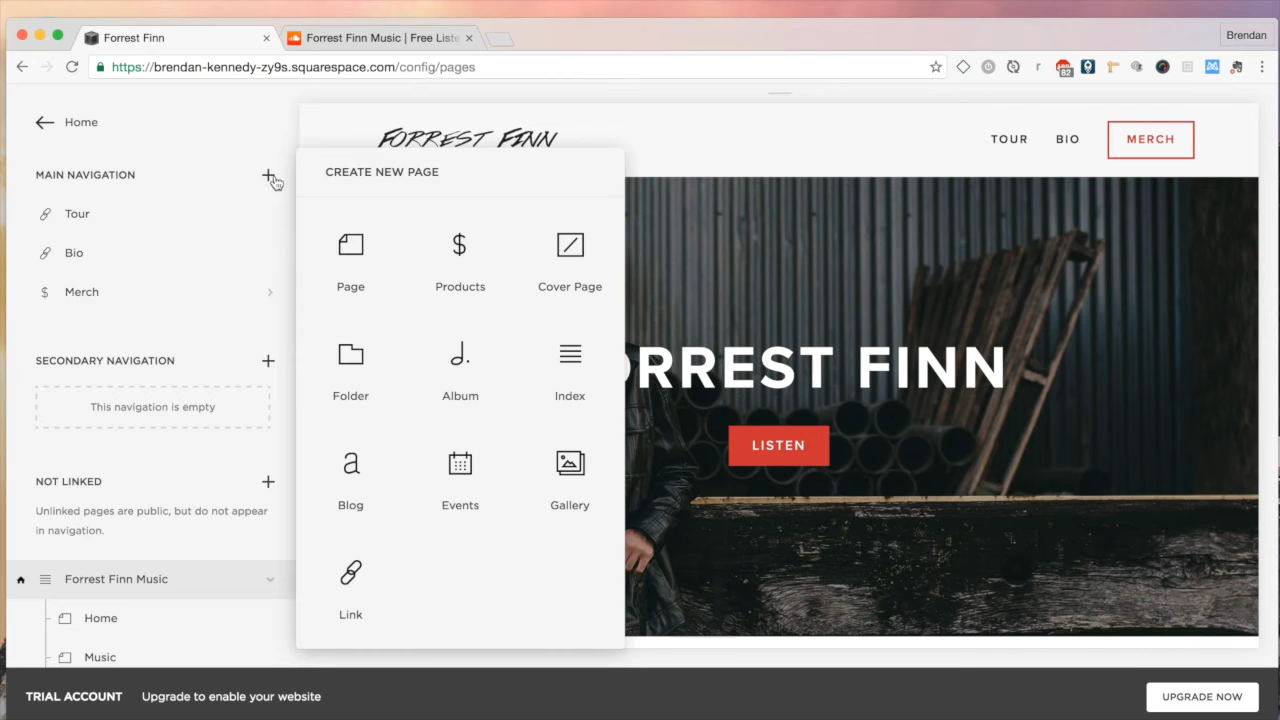 Forrest Finn
Forrest Finn Music | Free Liste
Brendan
https://brendan-kennedy-zy9s.squarespace.com/config/pages
r
62
Home
MAIN NAVIGATION
Tour
Bio
Merch
SECONDARY NAVIGATION
This navigation is empty
NOT LINKED
Unlinked pages are public, but do not appear
in navigation.
Forrest Finn Music
Home
Music
CREATE NEW PAGE
Page
Products
Cover Page
Folder
Album
Index
Blog
Events
Gallery
Link
FORREST FINN
TOUR
BIO
MERCH
ORREST FINN
LISTEN
TRIAL ACCOUNT
Upgrade to enable your website
UPGRADE NOW